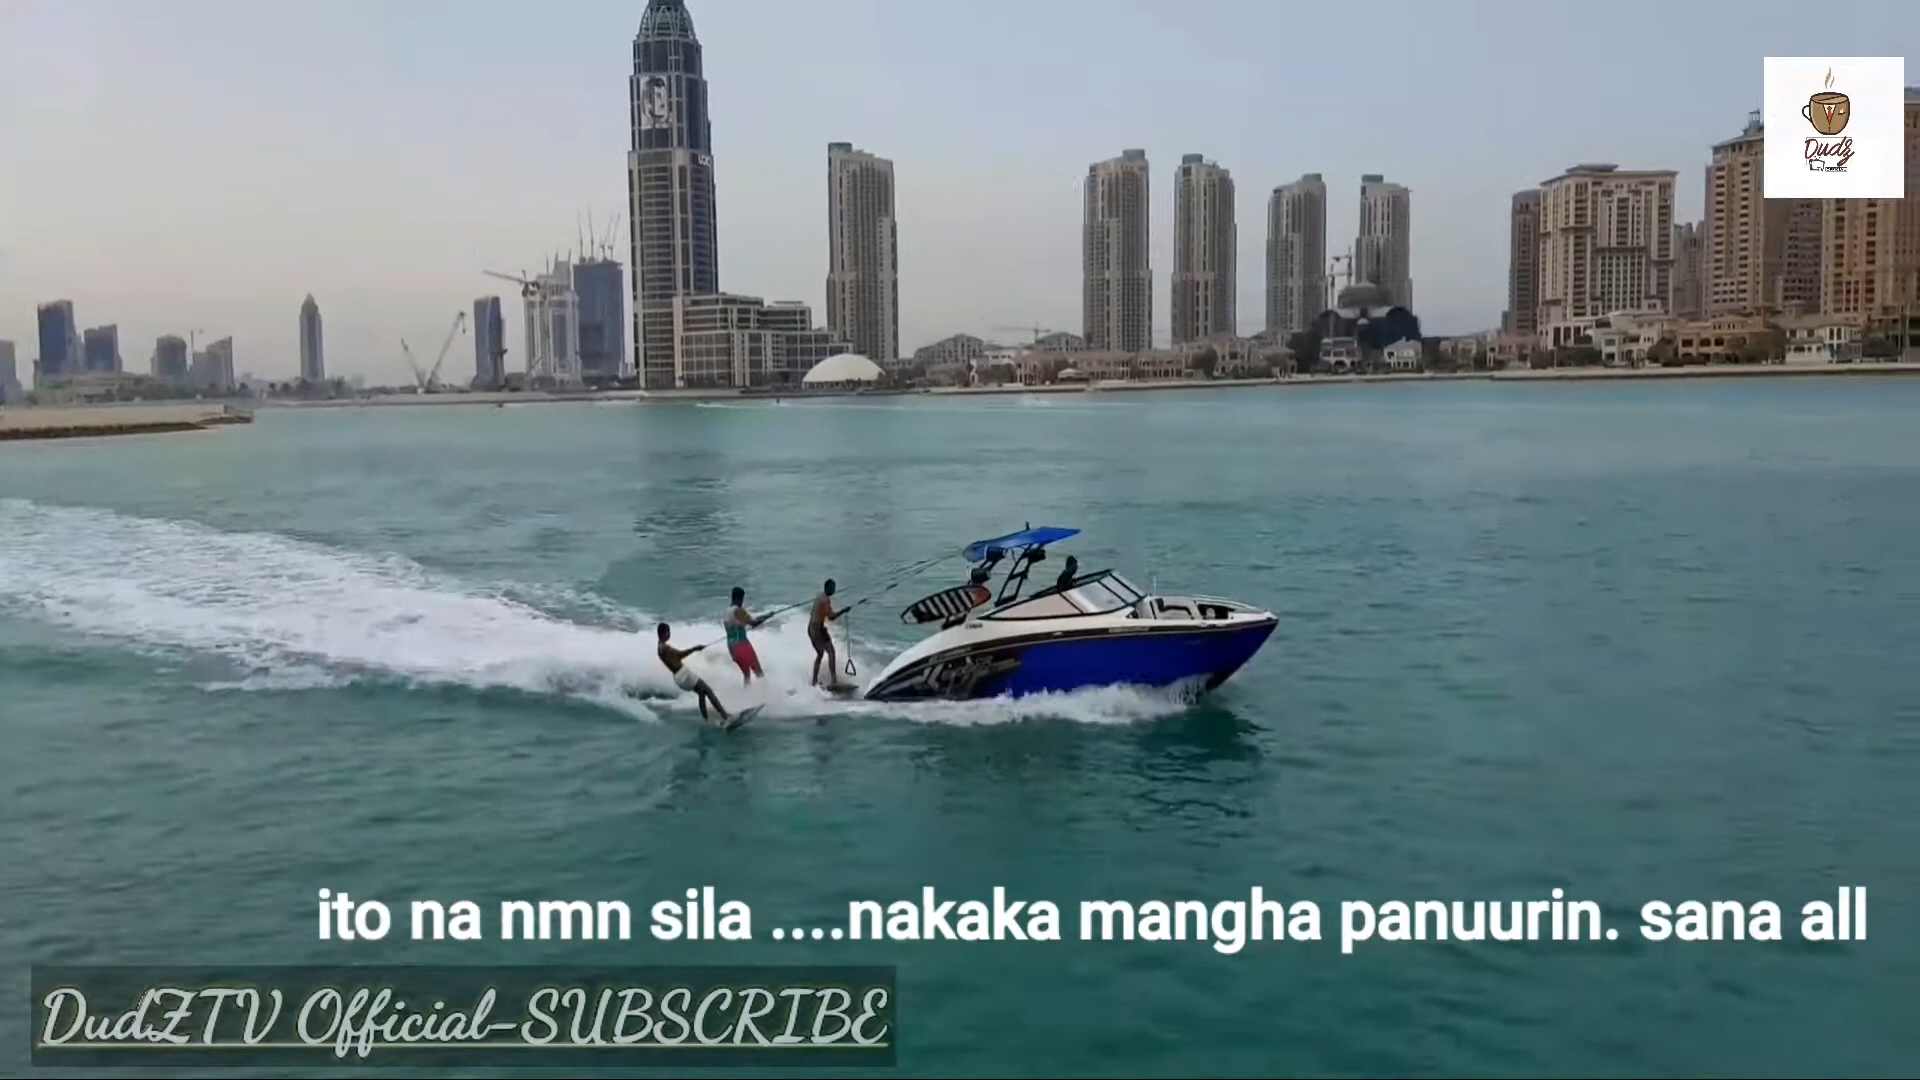 Dudz
ito na nmn sila ....nakaka mangha panuurin. sana all
DudZTV Official-SUBSCRIBE